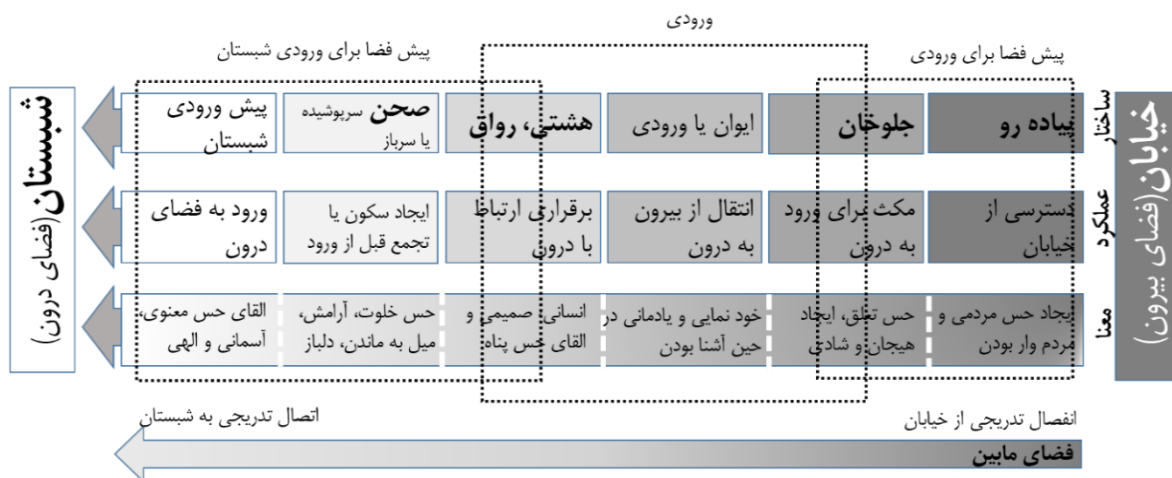 ورودی
پیش فضا برای ورودی
پیش فضا برای ورودی شبستان
خیابان (فضای بیرون)
ساختار
پیاده رو
جلوخان
ایوان یا ورودی
هشتی، رواق
صحن سرپوشیده
یا سرباز
پیش ورودی
شبستان
عملکرد
دسترسی از
خیابان
مکث برای ورود
به درون
انتقال از بیرون
به درون
برقراری ارتباط
با درون
ایجاد سکون یا
تجمع قبل از ورود
ورود به فضای
درون
معنا
ایجاد حس مردمی و
مردم وار بودن
حس تعلق، ایجاد
هیجان و شادی
خود نمایی و یادمانی در
حین آشنا بودن
انسانی، صمیمی و
القای حس پناه
حس خلوت، آرامش،
میل به ماندن، دلباز
القای حس معنوی،
آسمانی و الهی
شبستان (فضای درون)
انفصال تدریجی از خیابان
اتصال تدریجی به شبستان
فضای مابین